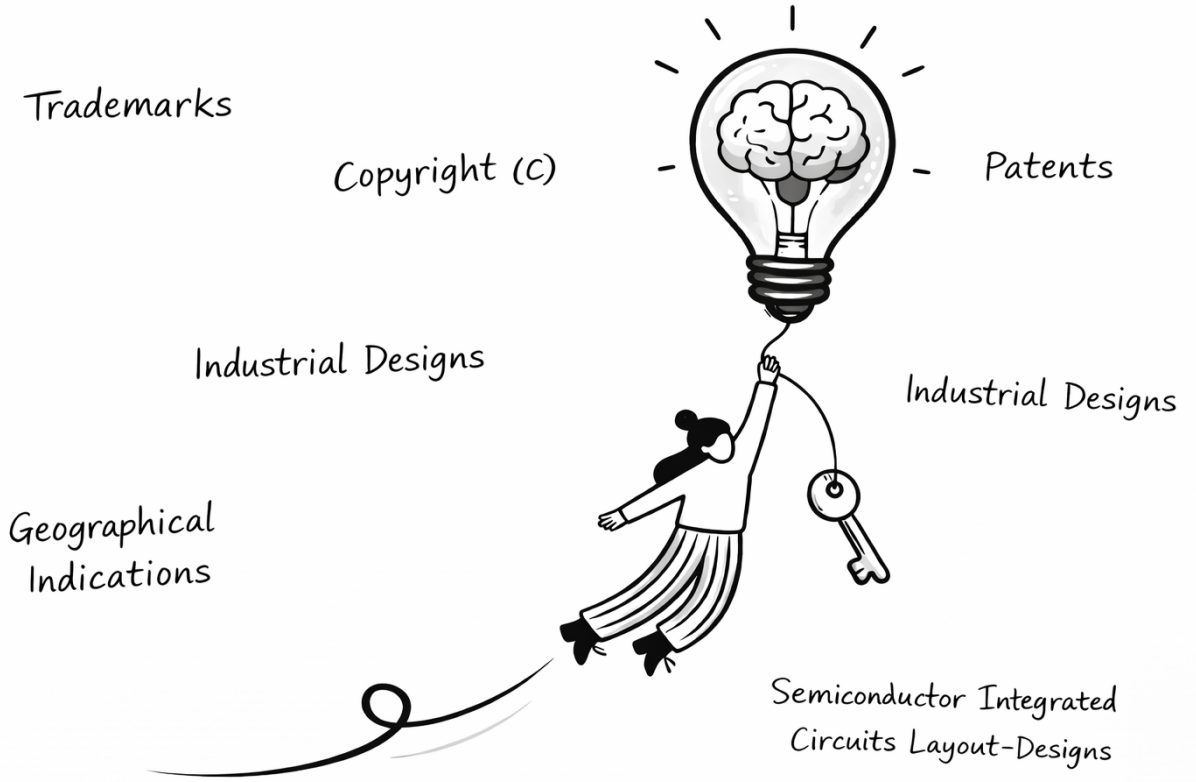 Trademarks
Copyright (C)
Patents
Industrial Designs
Industrial Designs
Geographical
Indications
Semiconductor Integrated
Circuits Layout-Designs